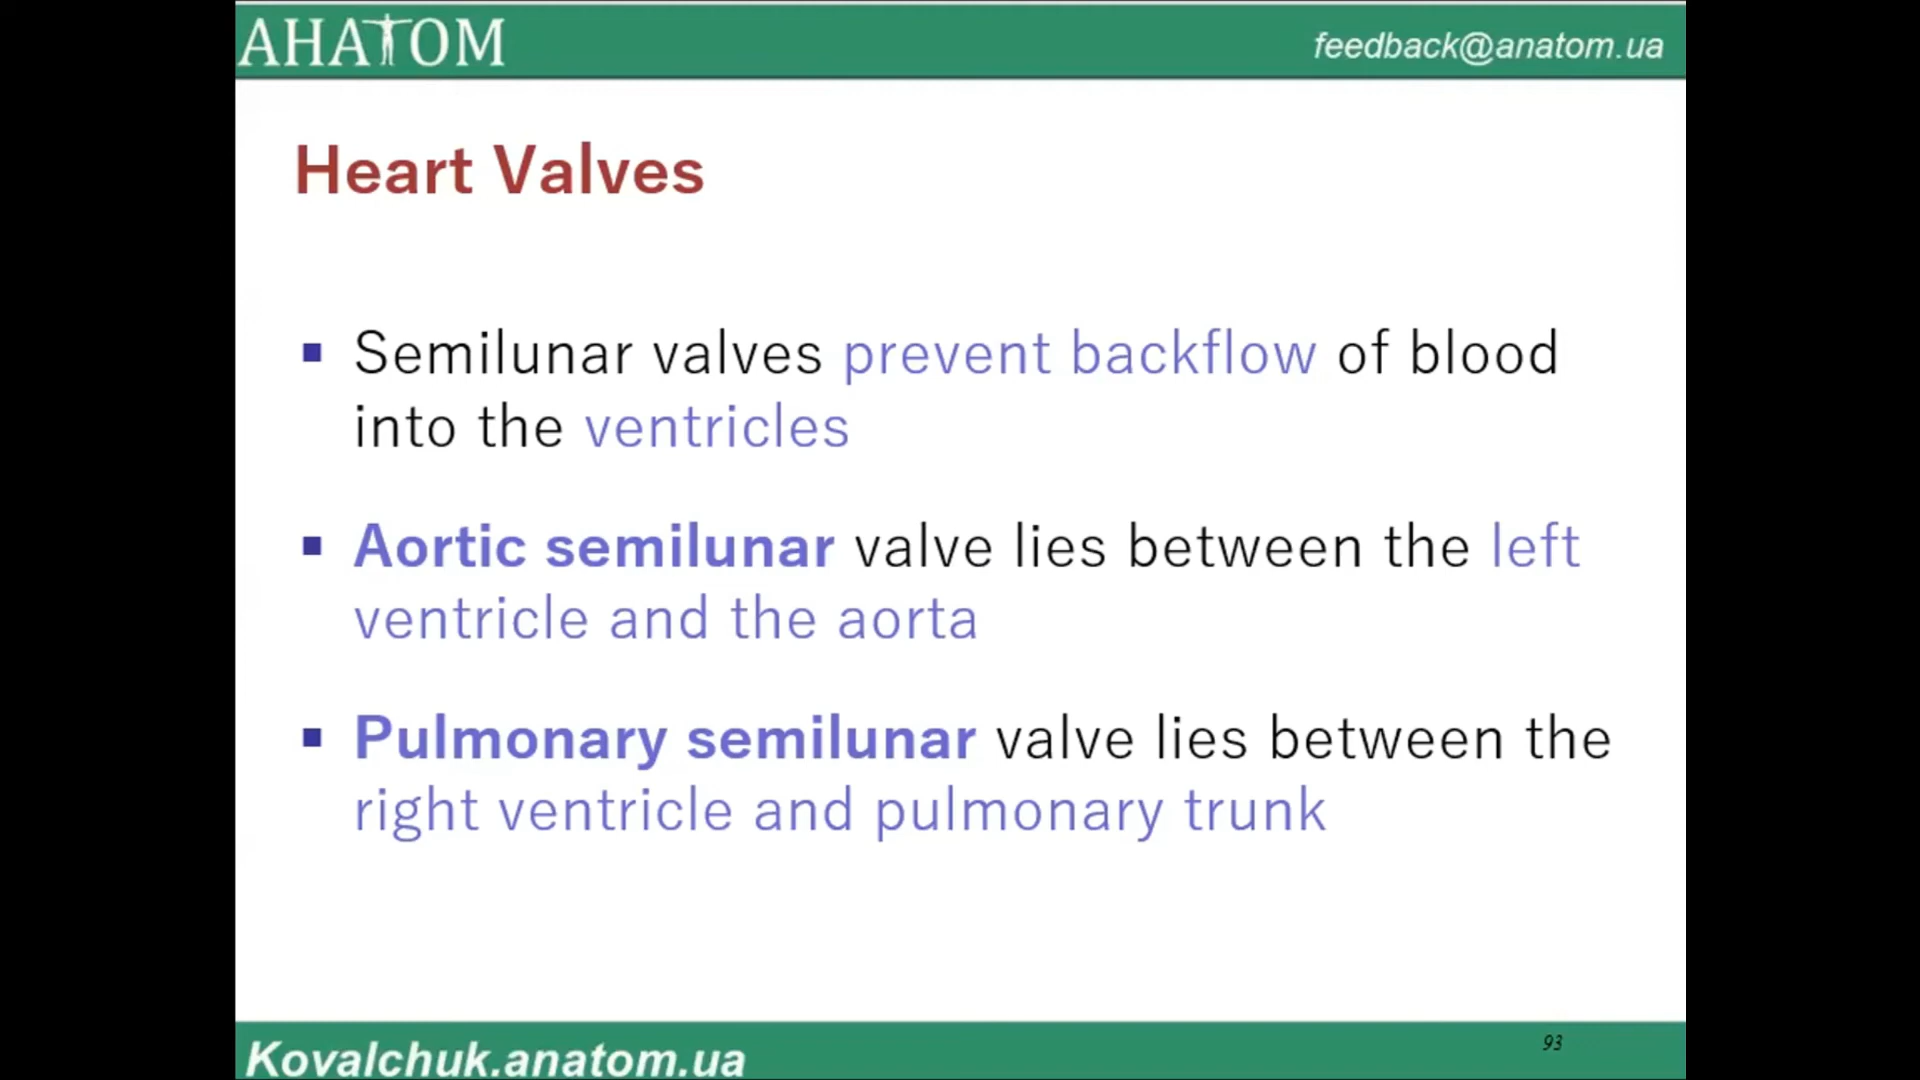 АНАТОМ
feedback@anatom.ua
Heart Valves
Semilunar valves prevent backflow of blood
into the ventricles
Aortic semilunar valve lies between the left
ventricle and the aorta
Pulmonary semilunar valve lies between the
right ventricle and pulmonary trunk
93
Kovalchuk.anatom.ua